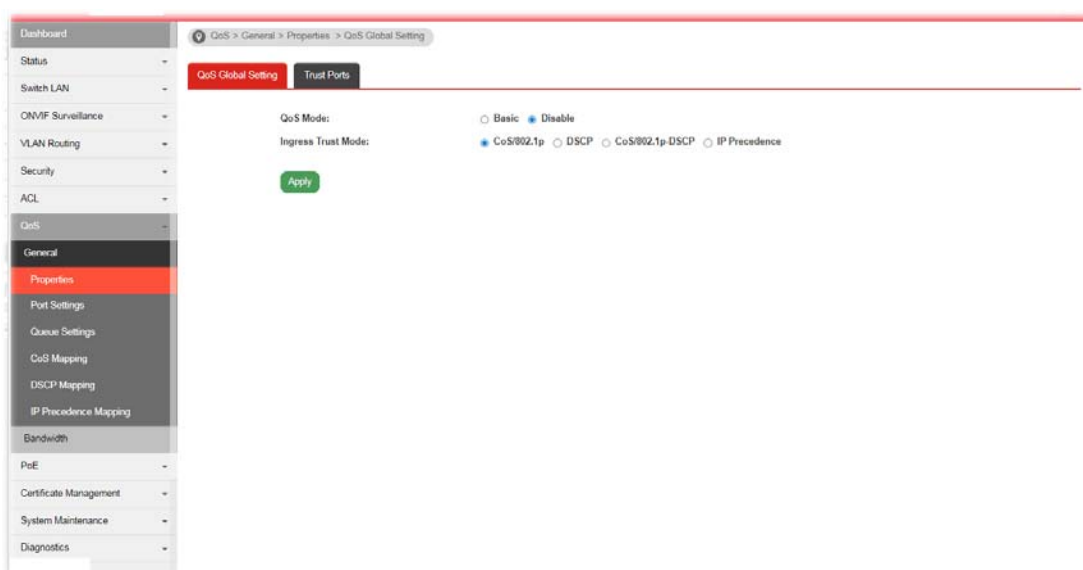 Dashboard
Status
Switch LAN
ONVIF Surveillance
VLAN Routing
Security
ACL
QoS
General
Properties
Port Settings
Queue Settings
CoS Mapping
DSCP Mapping
IP Precedence Mapping
Bandwidth
PoE
Certificate Management
System Maintenance
Diagnostics
QoS > General > Properties > QoS Global Setting
QoS Global Setting Trust Ports
QoS Mode: Basic Disable
Ingress Trust Mode: CoS/802.1p DSCP CoS/802.1p-DSCP IP Precedence
Apply